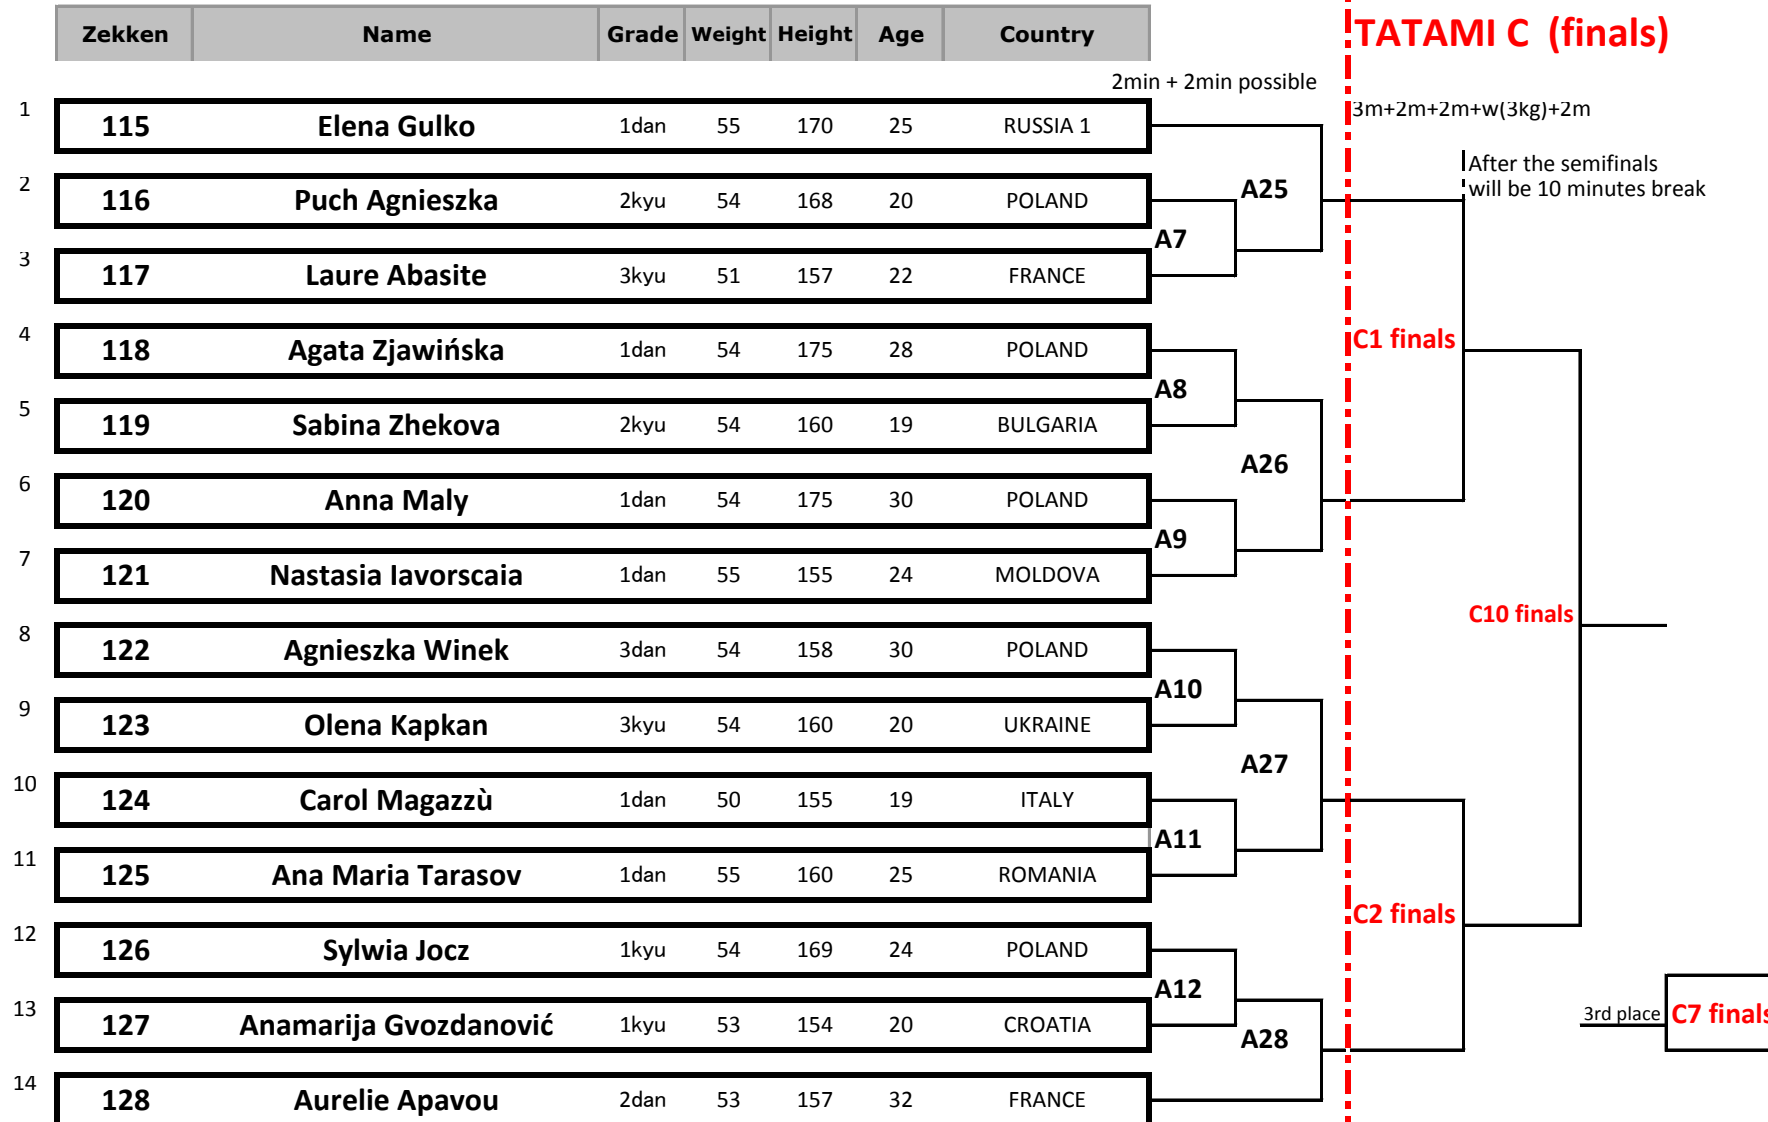 Zekken Name Grade Weight Height Age Country
TATAMI C (finals)
2min + 2min possible
3m+2m+2m+w(3kg)+2m
1 115 Elena Gulko 1dan 55 170 25 RUSSIA 1
After the semifinals
will be 10 minutes break
2 116 Puch Agnieszka 2kyu 54 168 20 POLAND
A25
A7
3 117 Laure Abasite 3kyu 51 157 22 FRANCE
4 118 Agata Zjawińska 1dan 54 175 28 POLAND
C1 finals
A8
5 119 Sabina Zhekova 2kyu 54 160 19 BULGARIA
A26
6 120 Anna Maly 1dan 54 175 30 POLAND
A9
7 121 Nastasia Iavorscaia 1dan 55 155 24 MOLDOVA
C10 finals
8 122 Agnieszka Winek 3dan 54 158 30 POLAND
A10
9 123 Olena Kapkan 3kyu 54 160 20 UKRAINE
A27
10 124 Carol Magazzù 1dan 50 155 19 ITALY
A11
11 125 Ana Maria Tarasov 1dan 55 160 25 ROMANIA
C2 finals
12 126 Sylwia Jocz 1kyu 54 169 24 POLAND
A12
13 127 Anamarija Gvozdanović 1kyu 53 154 20 CROATIA
3rd place C7 finals
A28
14 128 Aurelie Apavou 2dan 53 157 32 FRANCE